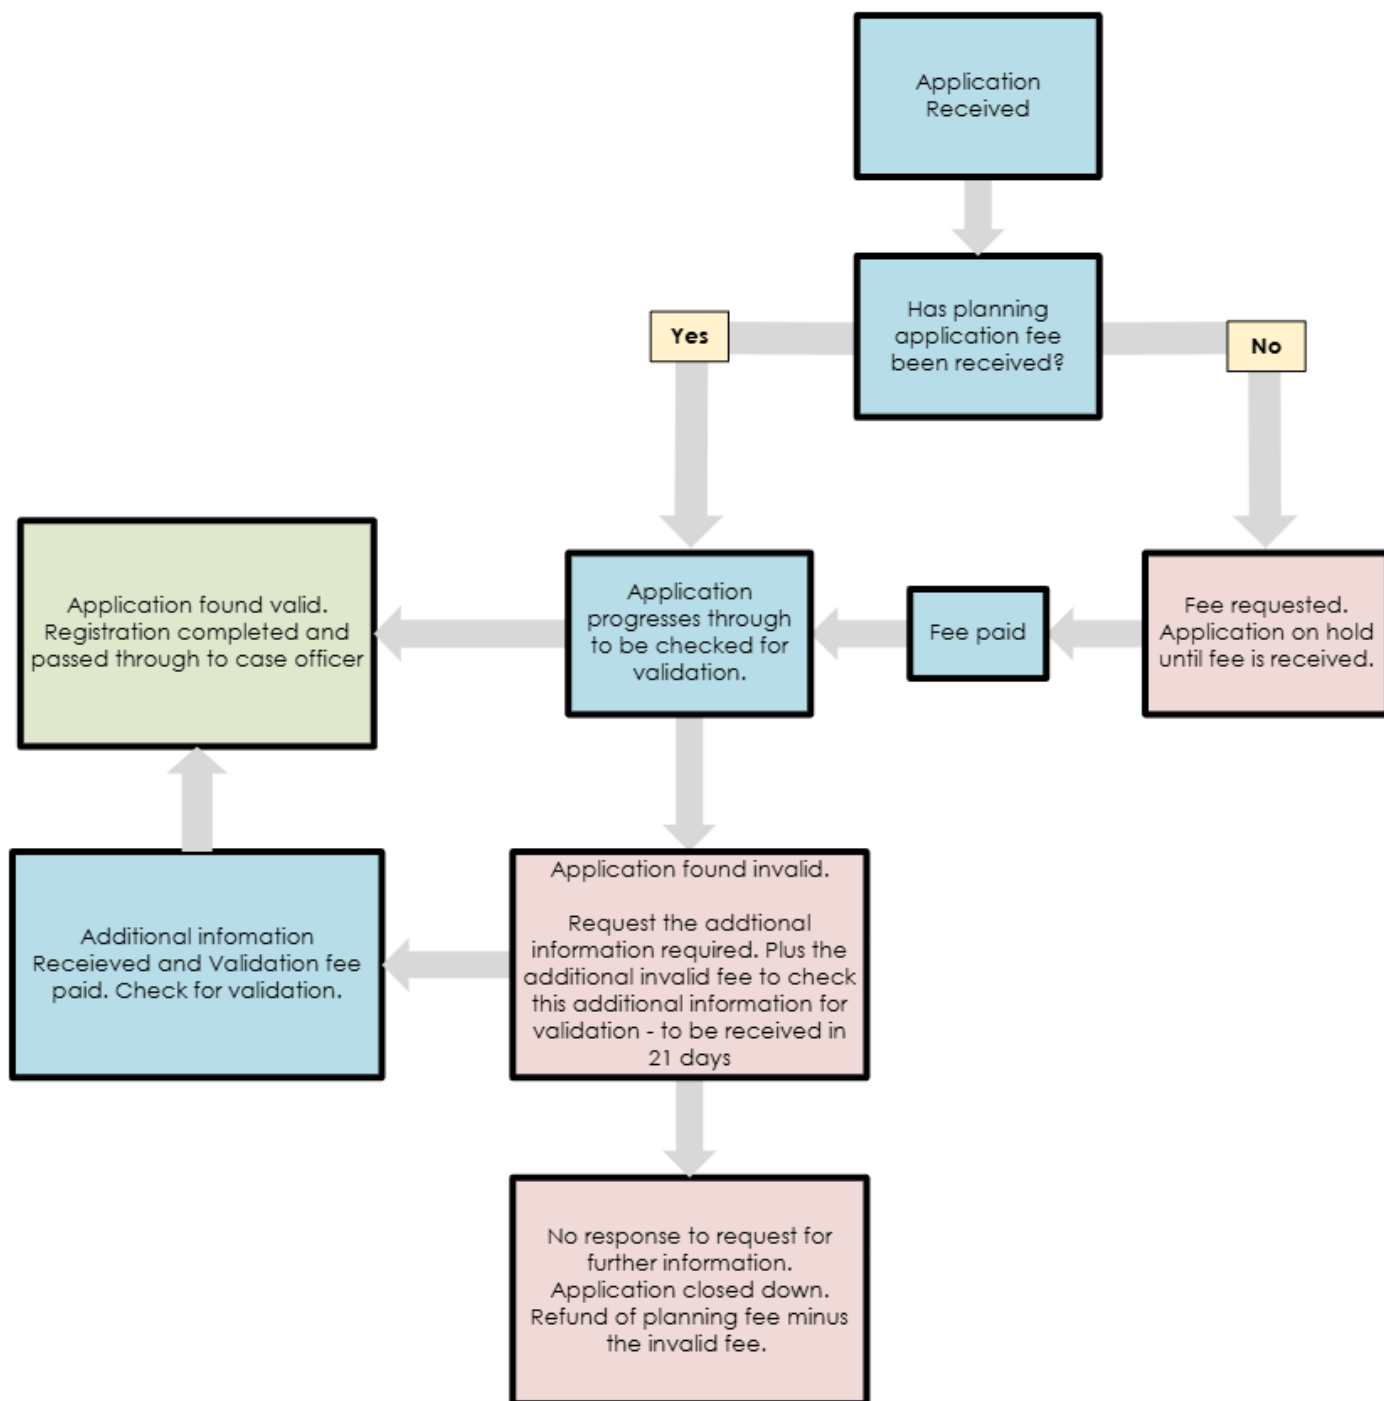 Application
Received
Has planning
application fee
been received?
Yes
No
Application found valid.
Registration completed and
passed through to case officer
Application
progresses through
to be checked for
validation.
Fee paid
Fee requested.
Application on hold
until fee is received.
Additional infomation
Receieved and Validation fee
paid. Check for validation.
Application found invalid.
Request the addtional
information required. Plus the
additional invalid fee to check
this additional information for
validation - to be received in
21 days
No response to request for
further information.
Application closed down.
Refund of planning fee minus
the invalid fee.